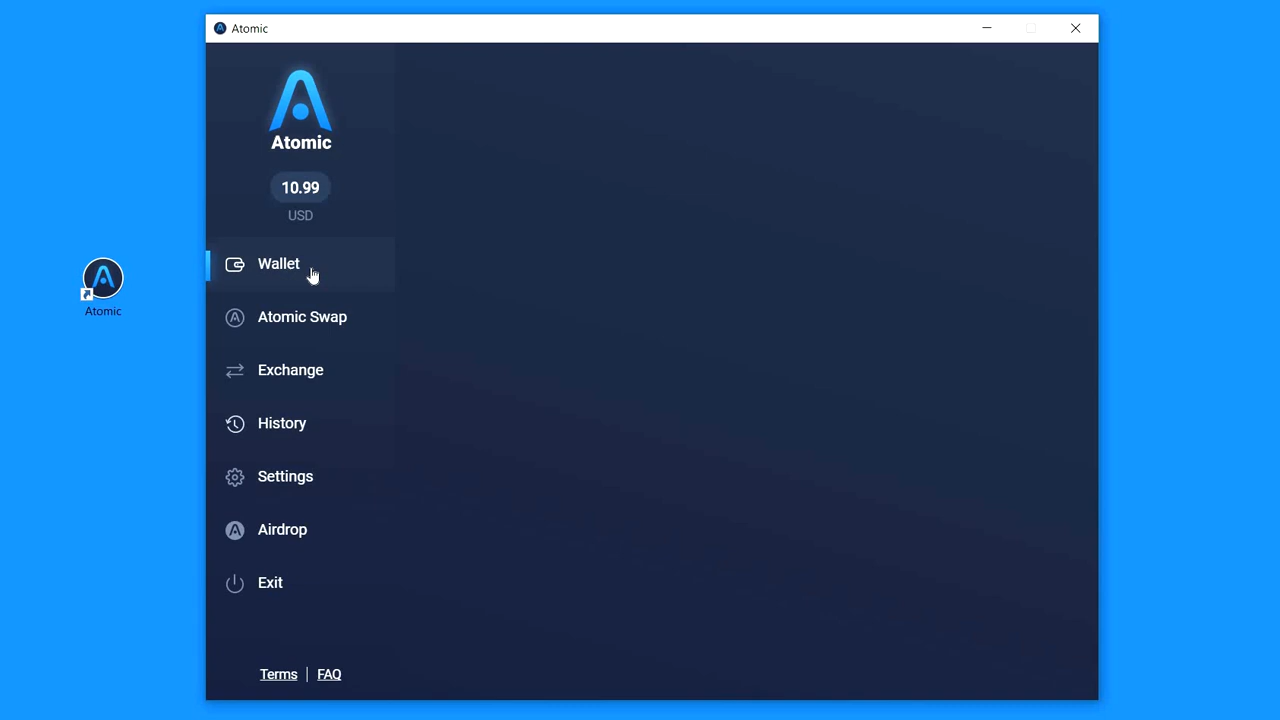 Atomic
Atomic
10.99
USD
Wallet
Atomic Swap
Exchange
History
Settings
Airdrop
Exit
Terms | FAQ
Atomic